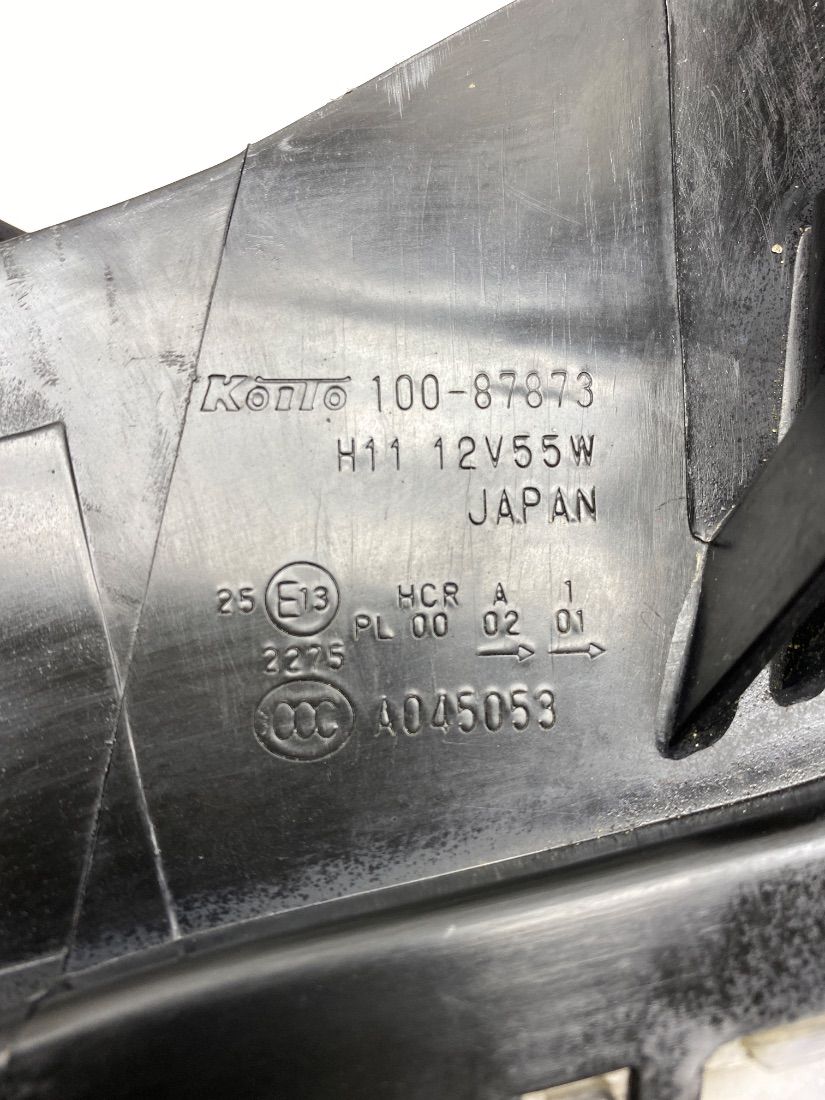 KOITO 100-87873
H11 12V55W
JAPAN
25 E13 HCR A 1
PL 00 02 01
2275 → →
CCC A045053